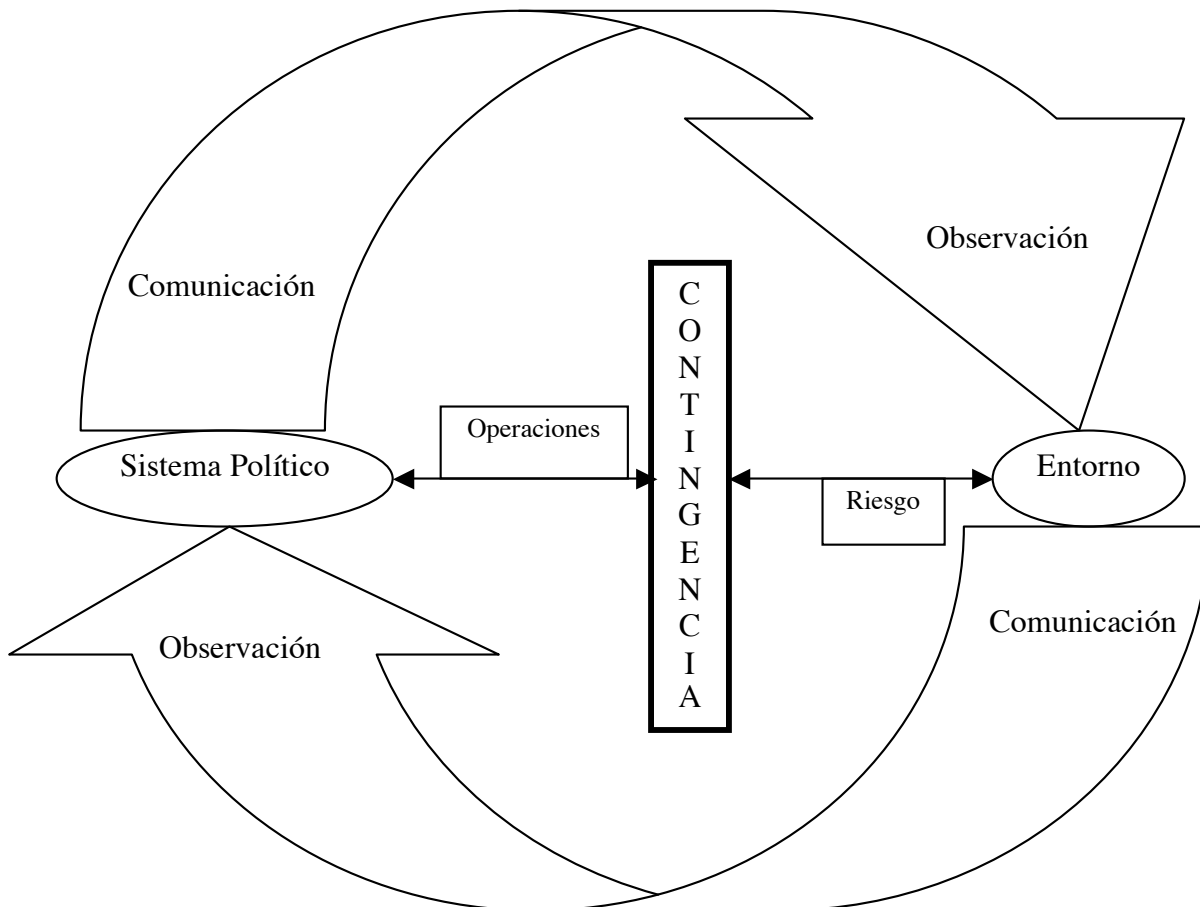 Observación
Comunicación
C
O
N
T
I
N
G
E
N
C
I
A
Operaciones
Sistema Político
Entorno
Riesgo
Comunicación
Observación